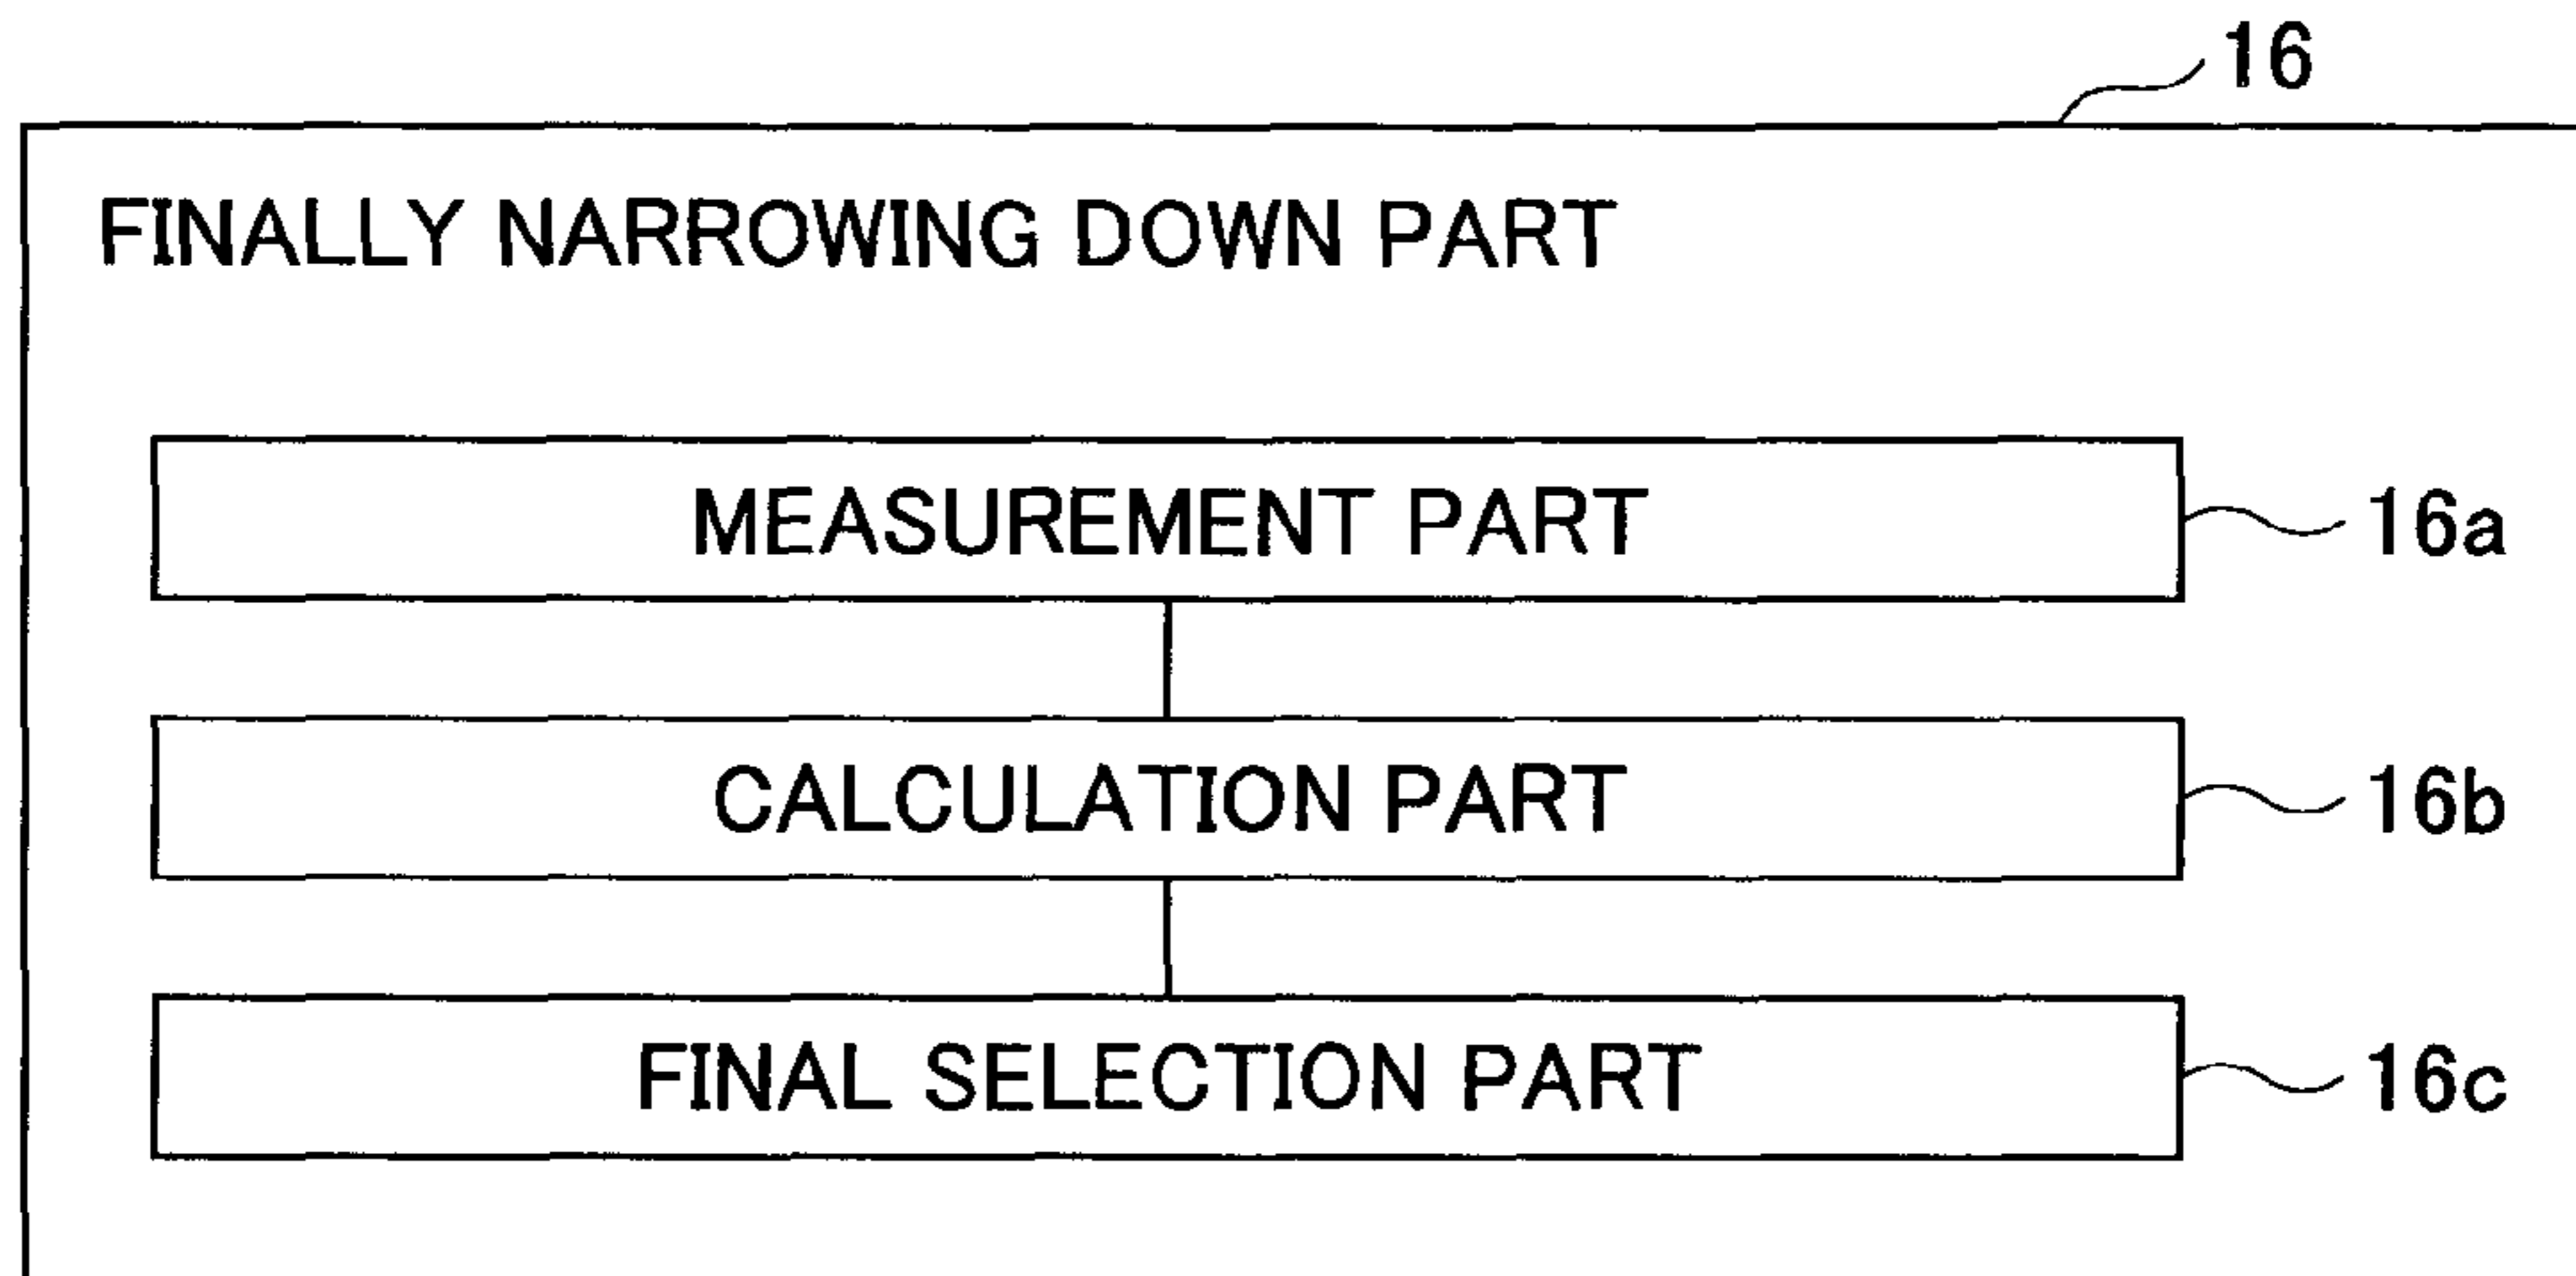 16
FINALLY NARROWING DOWN PART
MEASUREMENT PART
16a
CALCULATION PART
16b
FINAL SELECTION PART
16c